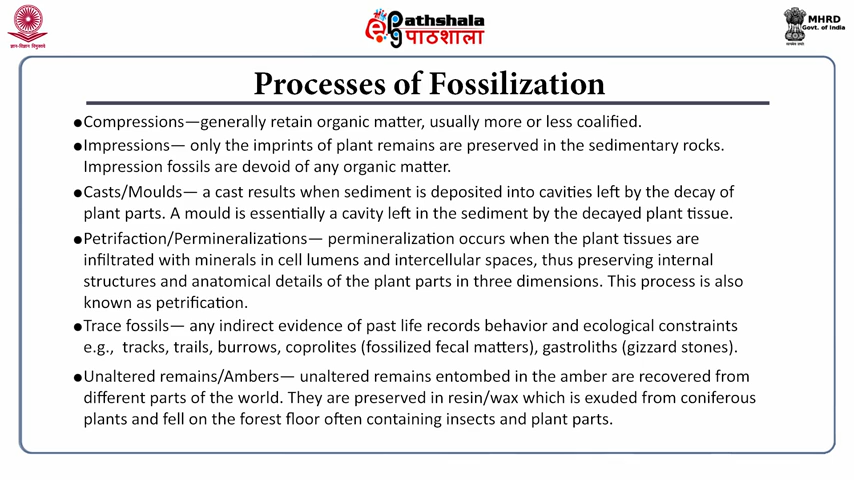 ज्ञान-विज्ञान विमुक्तये
ePathshala
पाठशाला
MHRD
Govt. of India
Processes of Fossilization
●Compressions—generally retain organic matter, usually more or less coalified.
●Impressions— only the imprints of plant remains are preserved in the sedimentary rocks.
Impression fossils are devoid of any organic matter.
●Casts/Moulds— a cast results when sediment is deposited into cavities left by the decay of
plant parts. A mould is essentially a cavity left in the sediment by the decayed plant tissue.
●Petrifaction/Permineralizations— permineralization occurs when the plant tissues are
infiltrated with minerals in cell lumens and intercellular spaces, thus preserving internal
structures and anatomical details of the plant parts in three dimensions. This process is also
known as petrification.
●Trace fossils— any indirect evidence of past life records behavior and ecological constraints
e.g., tracks, trails, burrows, coprolites (fossilized fecal matters), gastroliths (gizzard stones).
●Unaltered remains/Ambers— unaltered remains entombed in the amber are recovered from
different parts of the world. They are preserved in resin/wax which is exuded from coniferous
plants and fell on the forest floor often containing insects and plant parts.